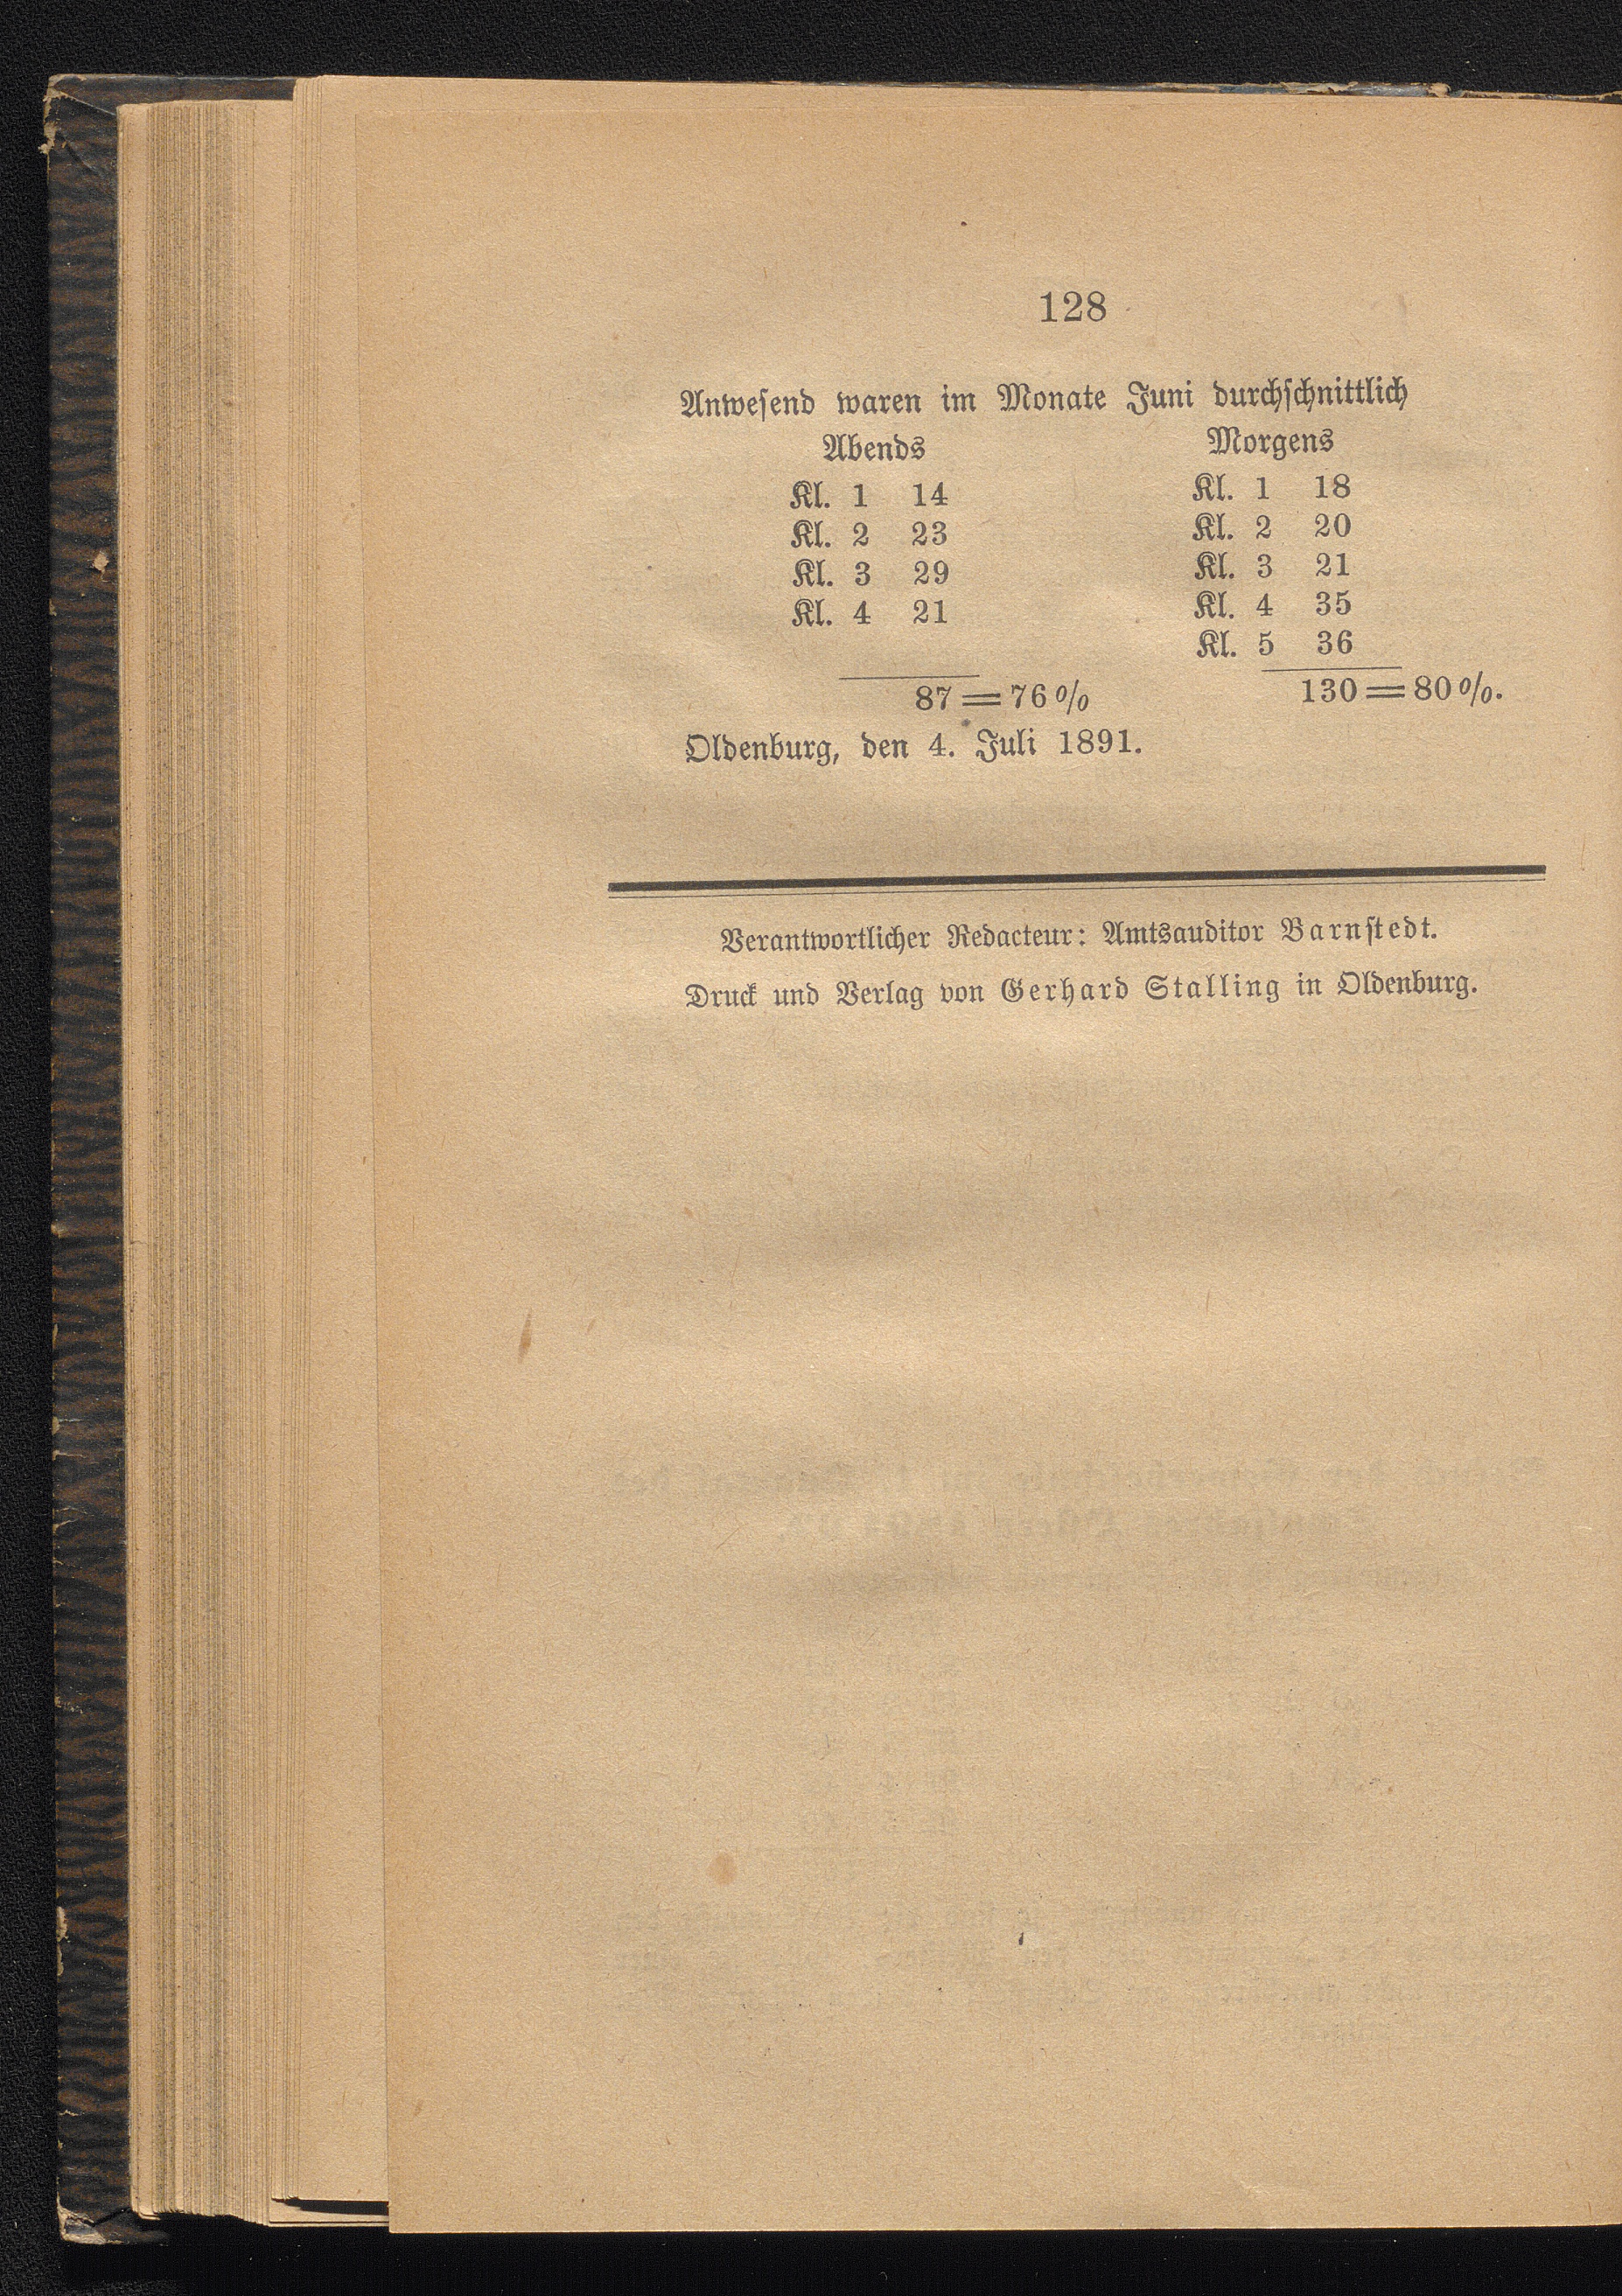 128
Anwesend waren im Monate Juni durchschnittlich
Abends Morgens
Kl. 1 14 Kl. 1 18
Kl. 2 23 Kl. 2 20
Kl. 3 29 Kl. 3 21
Kl. 4 21 Kl. 4 35
Kl. 5 36
87 = 76% 130 = 80%.
Oldenburg, den 4. Juli 1891.
Verantwortlicher Redacteur: Amtsauditor Barnstedt.
Druck und Verlag von Gerhard Stalling in Oldenburg.